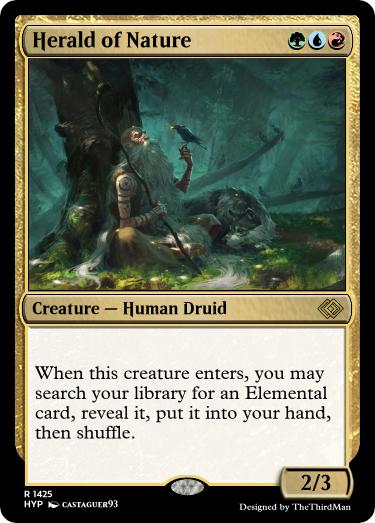 Herald of Nature
Creature — Human Druid
When this creature enters, you may
search your library for an Elemental
card, reveal it, put it into your hand,
then shuffle.
2/3
R 1425
HYP CASTAGUER93
Designed by TheThirdMan